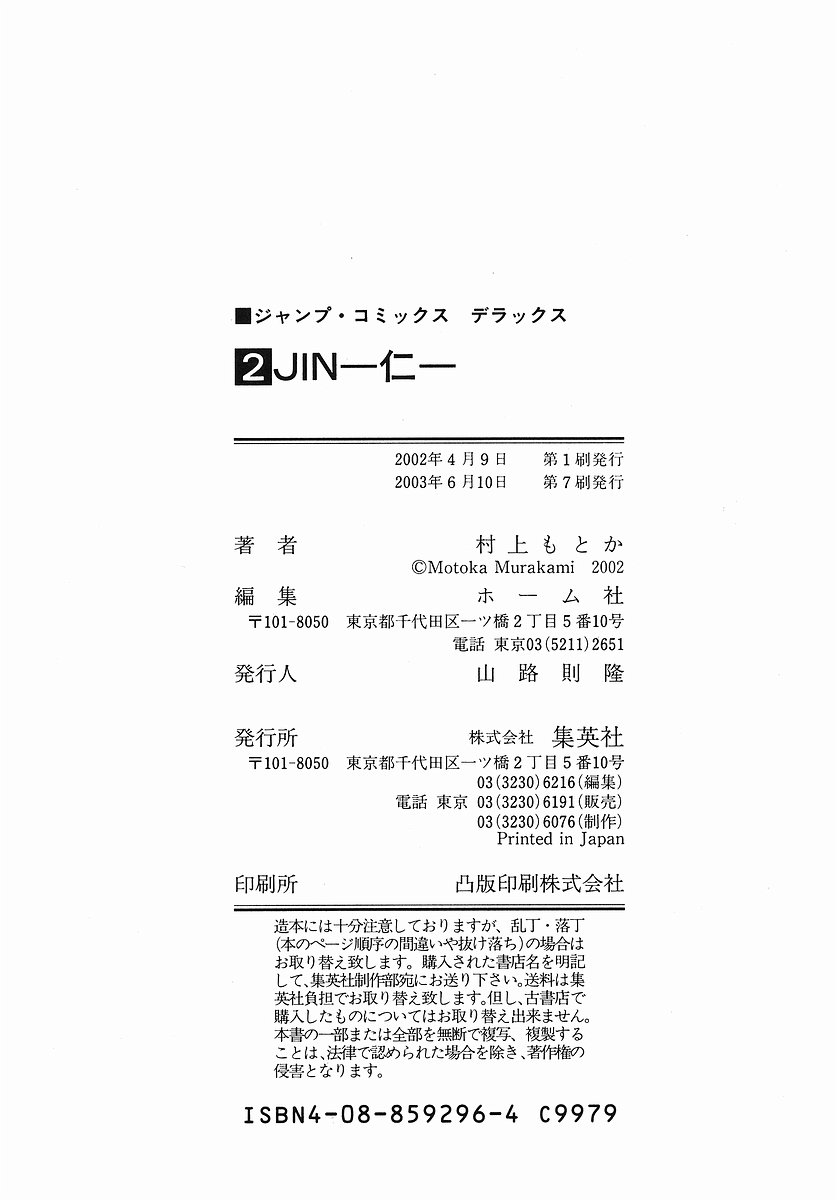 ■ジャンプ・コミックス　デラックス
2 JIN―仁―
2002年4月9日　第1刷発行
2003年6月10日　第7刷発行
著者　村上もとか
©Motoka Murakami 2002
編集　ホーム社
〒101-8050　東京都千代田区一ツ橋2丁目5番10号
電話 東京03(5211)2651
発行人　山路則隆
発行所　株式会社 集英社
〒101-8050　東京都千代田区一ツ橋2丁目5番10号
03(3230)6216(編集)
電話 東京 03(3230)6191(販売)
03(3230)6076(制作)
Printed in Japan
印刷所　凸版印刷株式会社
造本には十分注意しておりますが、乱丁・落丁
(本のページ順序の間違いや抜け落ち)の場合は
お取り替え致します。購入された書店名を明記
して、集英社制作部宛にお送り下さい。送料は集
英社負担でお取り替え致します。但し、古書店で
購入したものについてはお取り替え出来ません。
本書の一部または全部を無断で複写、複製する
ことは、法律で認められた場合を除き、著作権の
侵害となります。
ISBN4-08-859296-4 C9979